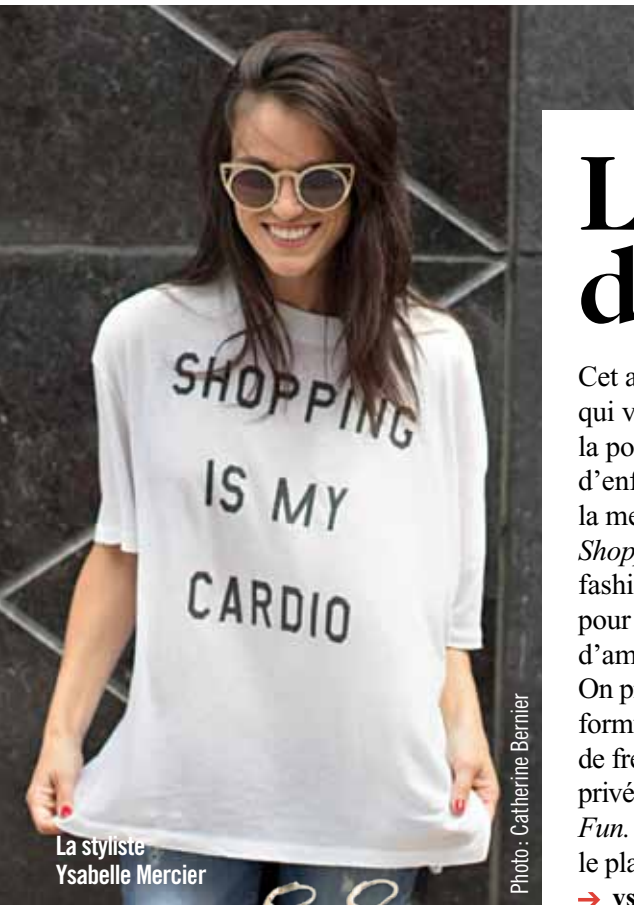 SHOPPING
IS MY
CARDIO
La styliste
Ysabelle Mercier
Photo : Catherine Bernier
Cet a
qui v
la po
d'enf
la me
Shopp
fashi
pour
d'am
On p
form
de fre
privé
Fun.
le pla
→ vs